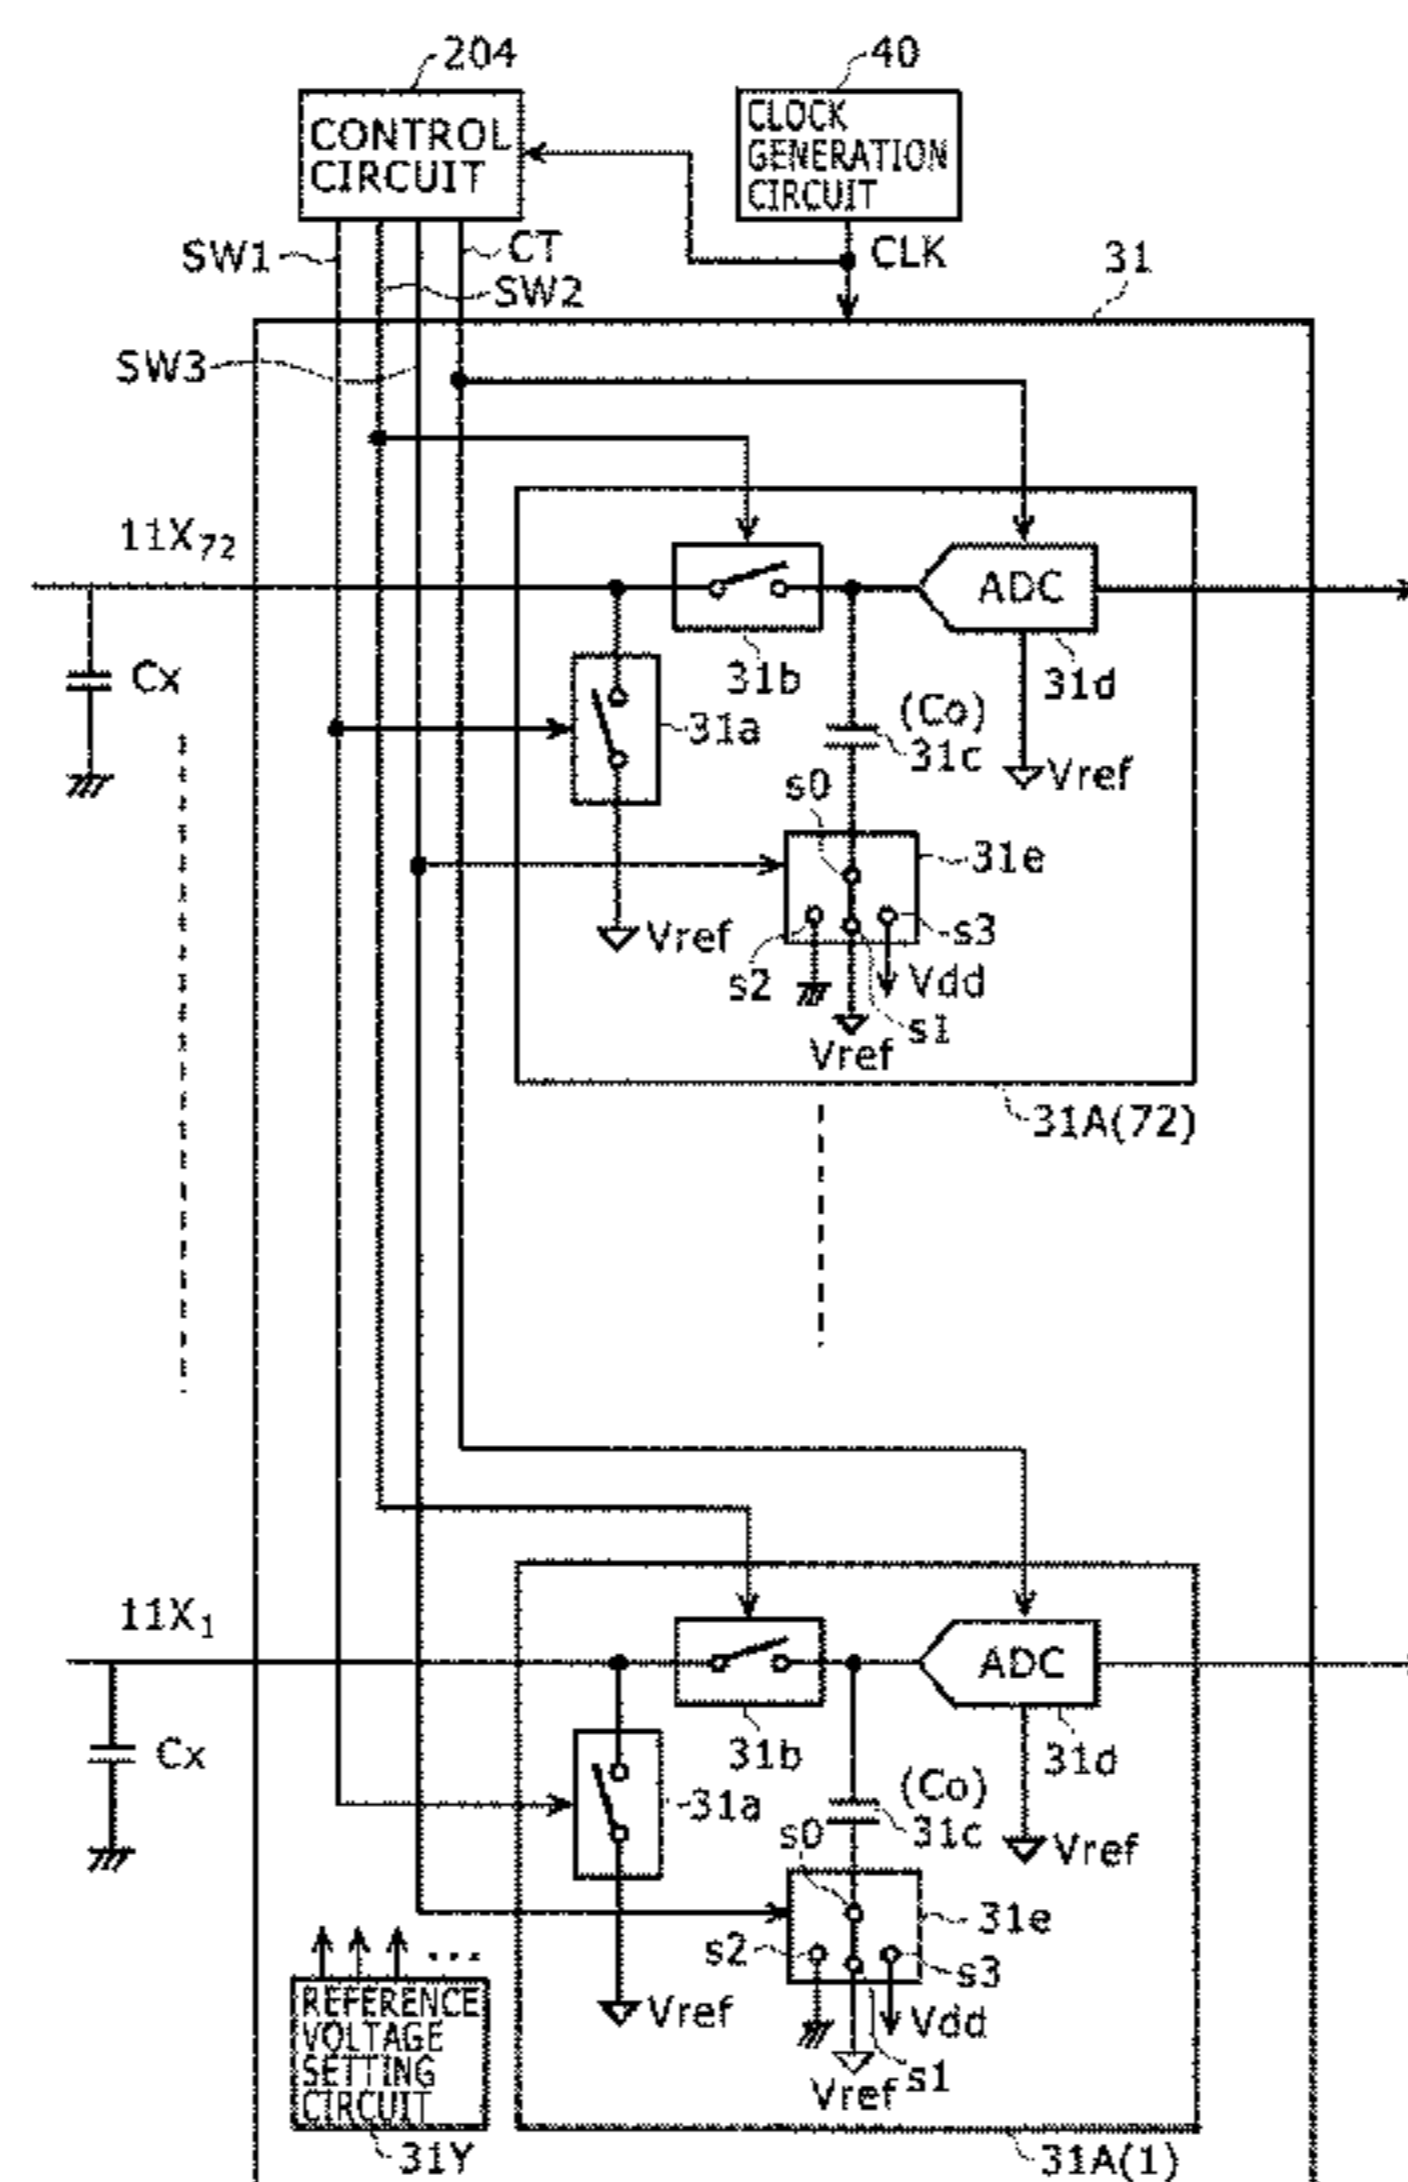 204
40
CONTROL
CIRCUIT
CLOCK
GENERATION
CIRCUIT
SW1
CT
CLK
31
SW2
SW3
11X72
ADC
Cx
31b
31d
31a
(Co)
31c
Vref
s0
31e
Vref
s3
s2
Vdd
s1
Vref
31A(72)
11X1
ADC
Cx
31b
31d
31a
(Co)
31c
s0
Vref
31e
s2
s3
REFERENCE
VOLTAGE
SETTING
CIRCUIT
Vref
Vdd
s1
Vref
31Y
31A(1)